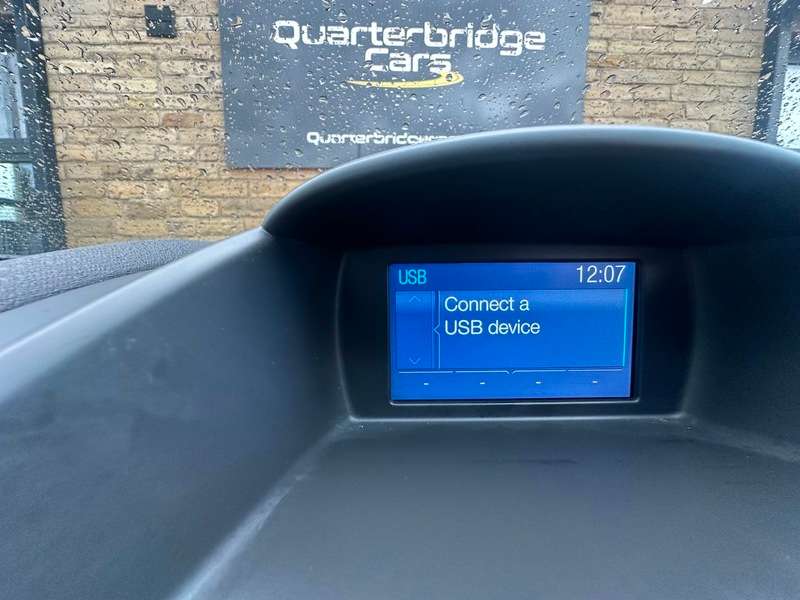 Quarterbridge
Cars
USB 12:07
Connect a
USB device